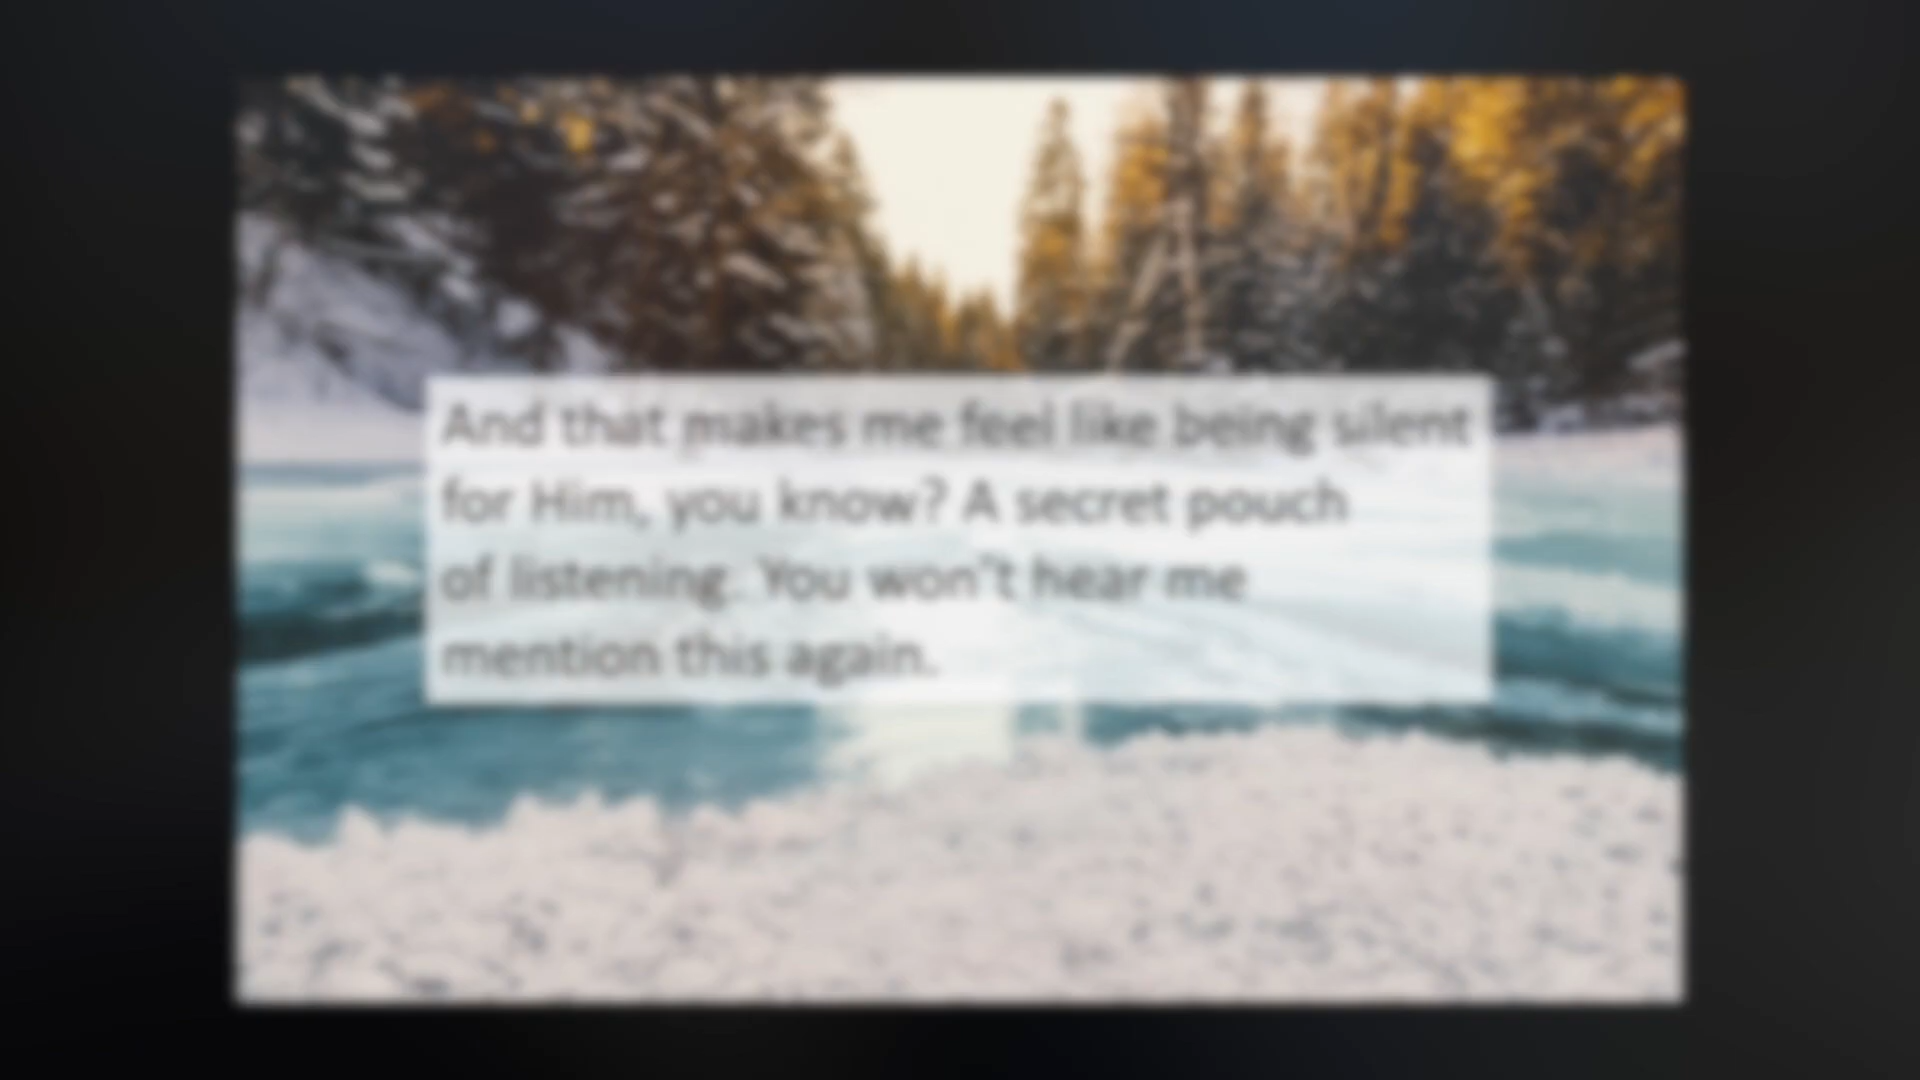 And that makes me feel like being silent
for Him, you know? A secret pouch
of listening. You won't hear me
mention this again.